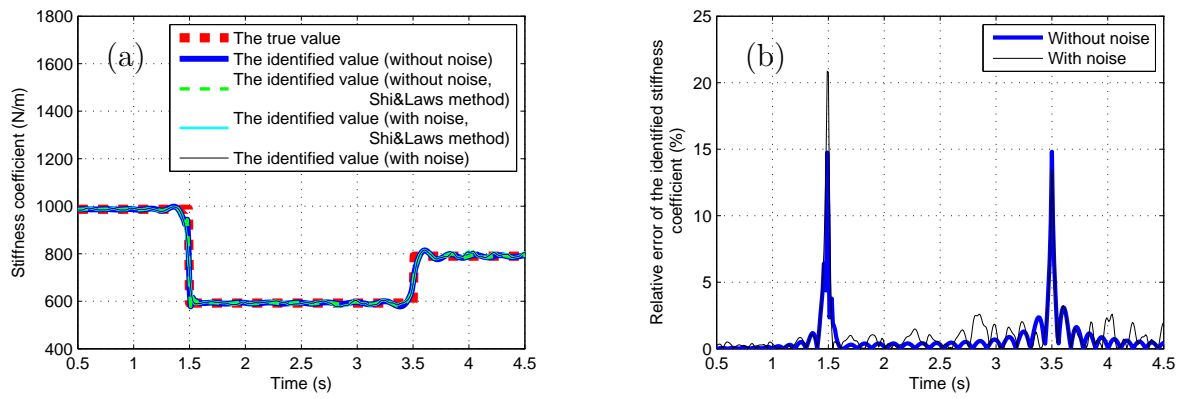 (a)
The true value
The identified value (without noise)
The identified value (without noise,
Shi&Laws method)
The identified value (with noise,
Shi&Laws method)
The identified value (with noise)
Stiffness coefficient (N/m)
1800
1600
1400
1200
1000
800
600
400
0.5 1 1.5 2 2.5 3 3.5 4 4.5
Time (s)
(b)
Without noise
With noise
Relative error of the identified stiffness
coefficient (%)
25
20
15
10
5
0
0.5 1 1.5 2 2.5 3 3.5 4 4.5
Time (s)